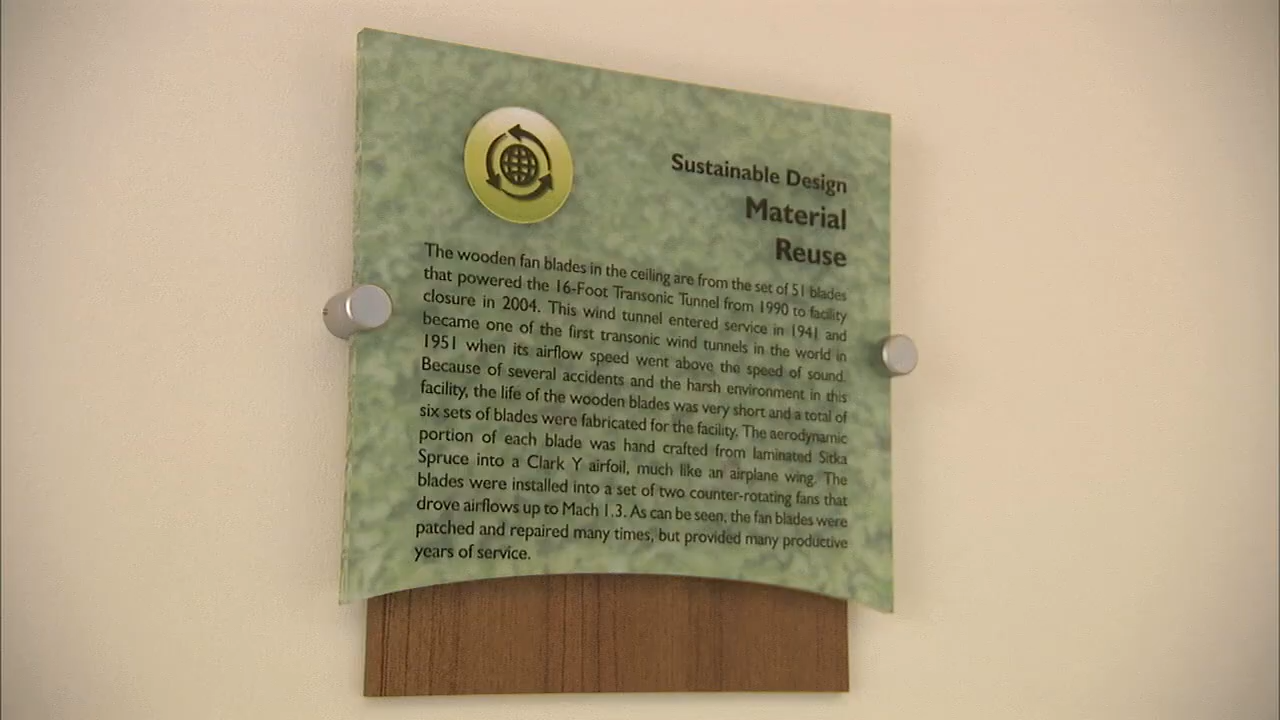 Sustainable Design
Material
Reuse
The wooden fan blades in the ceiling are from the set of 51 blades
that powered the 16-Foot Transonic Tunnel from 1990 to facility
closure in 2004. This wind tunnel entered service in 1941 and
became one of the first transonic wind tunnels in the world in
1951 when its airflow speed went above the speed of sound.
Because of several accidents and the harsh environment in this
facility, the life of the wooden blades was very short and a total of
six sets of blades were fabricated for the facility. The aerodynamic
portion of each blade was hand crafted from laminated Sitka
Spruce into a Clark Y airfoil, much like an airplane wing. The
blades were installed into a set of two counter-rotating fans that
drove airflows up to Mach 1.3. As can be seen, the fan blades were
patched and repaired many times, but provided many productive
years of service.